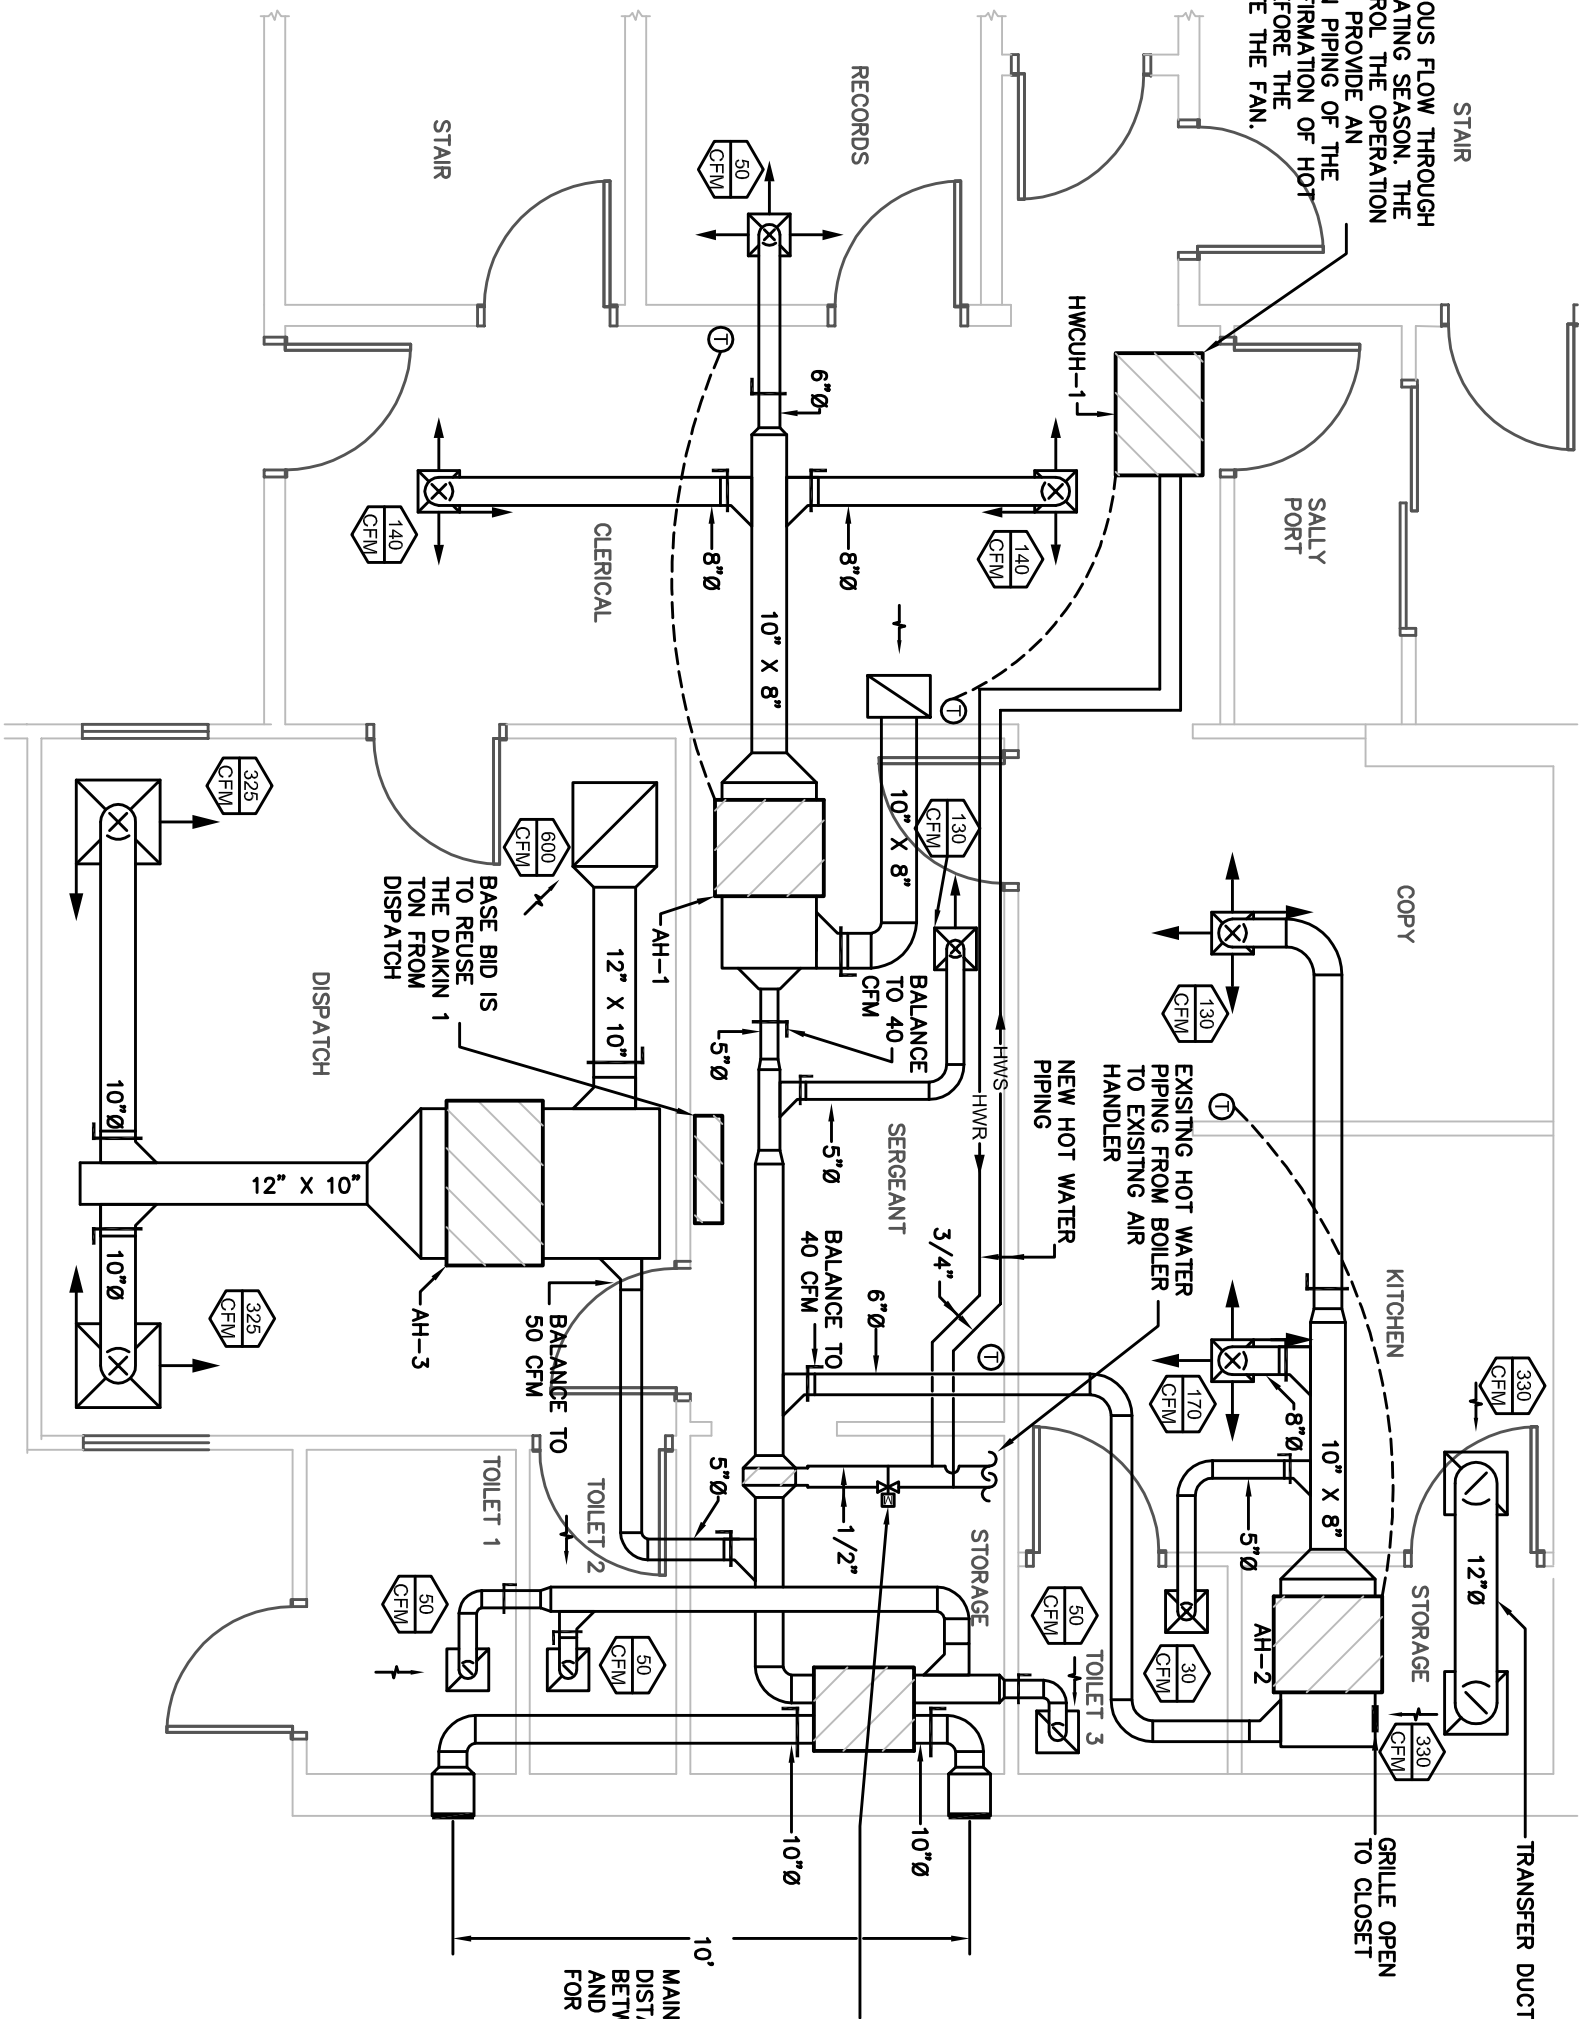 OUS FLOW THROUGH
ATING SEASON. THE
ROL THE OPERATION
PROVIDE AN
N PIPING OF THE
FIRMATION OF HOT
EFORE THE
TE THE FAN.
STAIR
RECORDS
STAIR
50
CFM
HWCUH-1
T
6"Ø
SALLY
PORT
140
CFM
140
CFM
8"Ø
8"Ø
CLERICAL
10" X 8"
T
10" X 8"
130
CFM
325
CFM
600
CFM
BASE BID IS
TO REUSE
THE DAIKIN 1
TON FROM
DISPATCH
12" X 10"
AH-1
COPY
130
CFM
BALANCE
TO 40
CFM
5"Ø
HWS
HWR
NEW HOT WATER
PIPING
EXISITNG HOT WATER
PIPING FROM BOILER
TO EXISITNG AIR
HANDLER
T
DISPATCH
10"Ø
12" X 10"
10"Ø
325
CFM
SERGEANT
5"Ø
3/4"
BALANCE TO
40 CFM
6"Ø
T
KITCHEN
170
CFM
8"Ø
330
CFM
AH-3
BALANCE TO
50 CFM
10" X 8"
5"Ø
12"Ø
5"Ø
TOILET 1
TOILET 2
1/2"
M
STORAGE
STORAGE
50
CFM
50
CFM
50
CFM
TOILET 3
30
CFM
AH-2
330
CFM
10"Ø
10"Ø
GRILLE OPEN
TO CLOSET
TRANSFER DUCT
10'
MAIN
DISTA
BETW
AND
FOR